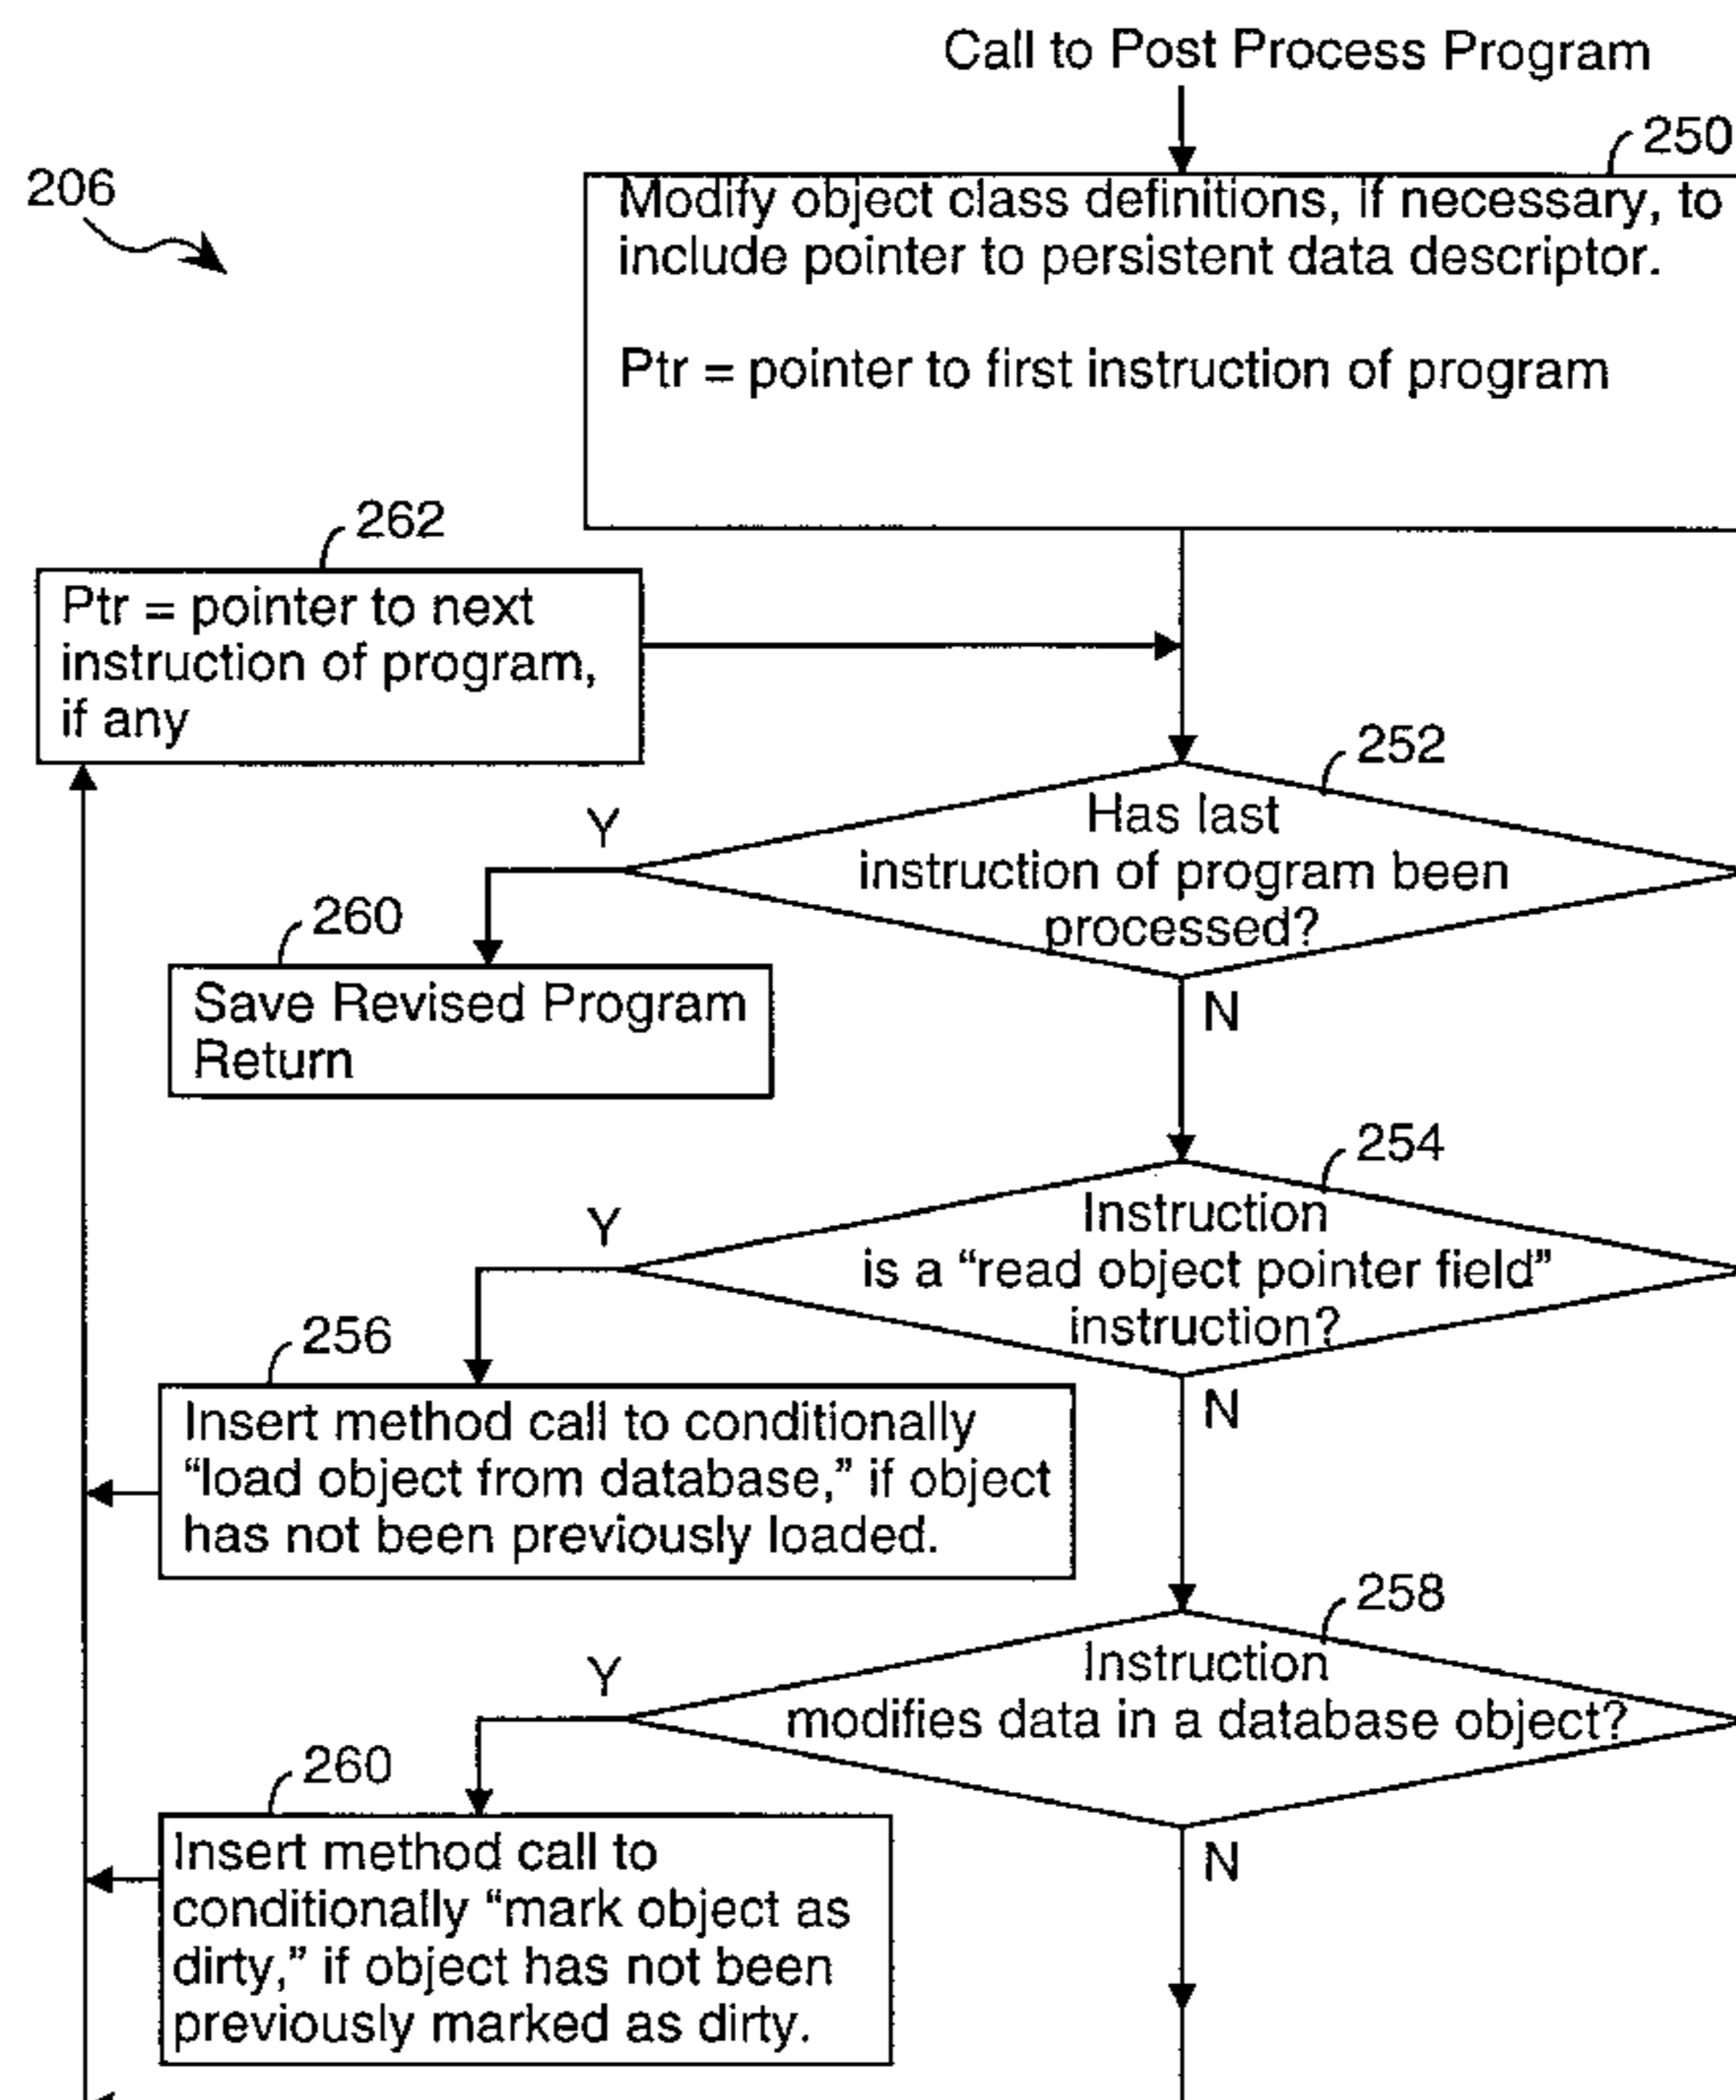 Call to Post Process Program
250
206
Modify object class definitions, if necessary, to
include pointer to persistent data descriptor.
Ptr = pointer to first instruction of program
262
Ptr = pointer to next
instruction of program,
if any
252
Has last
instruction of program been
processed?
Y
N
260
Save Revised Program
Return
254
Instruction
is a “read object pointer field”
instruction?
Y
N
256
Insert method call to conditionally
“load object from database,” if object
has not been previously loaded.
258
Instruction
modifies data in a database object?
Y
N
260
Insert method call to
conditionally “mark object as
dirty,” if object has not been
previously marked as dirty.